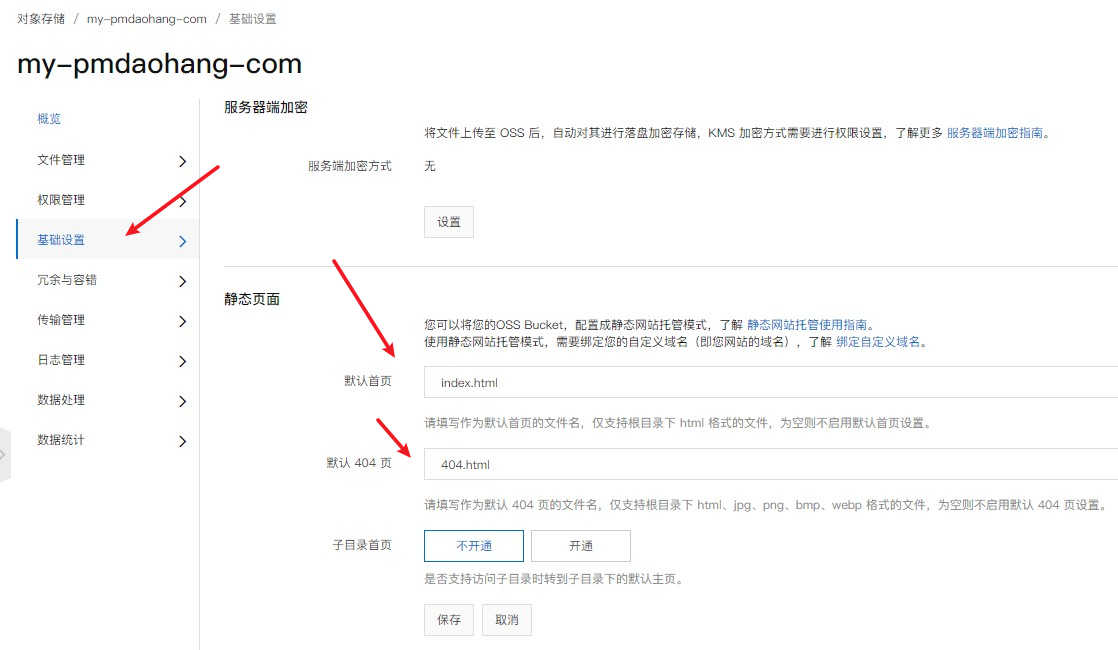 对象存储 / my-pmdaohang-com / 基础设置
my-pmdaohang-com
概览
文件管理
权限管理
基础设置
冗余与容错
传输管理
日志管理
数据处理
数据统计
服务器端加密
将文件上传至 OSS 后，自动对其进行落盘加密存储，KMS 加密方式需要进行权限设置，了解更多 服务器端加密指南。
服务端加密方式 无
设置
静态页面
您可以将您的OSS Bucket，配置成静态网站托管模式，了解 静态网站托管使用指南。
使用静态网站托管模式，需要绑定您的自定义域名（即您网站的域名），了解 绑定自定义域名。
默认首页 index.html
请填写作为默认首页的文件名，仅支持根目录下 html 格式的文件，为空则不启用默认首页设置。
默认 404 页 404.html
请填写作为默认 404 页的文件名，仅支持根目录下 html、jpg、png、bmp、webp 格式的文件，为空则不启用默认 404 页设置。
子目录首页 不开通 开通
是否支持访问子目录时转到子目录下的默认主页。
保存 取消